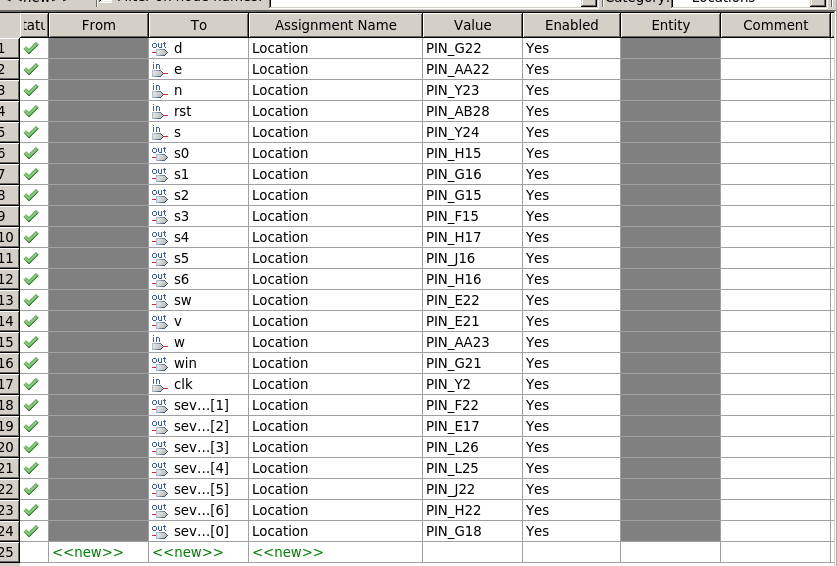 Category:
From To Assignment Name Value Enabled Entity Comment
1 out d Location PIN_G22 Yes
2 in e Location PIN_AA22 Yes
3 in n Location PIN_Y23 Yes
4 in rst Location PIN_AB28 Yes
5 in s Location PIN_Y24 Yes
6 out s0 Location PIN_H15 Yes
7 out s1 Location PIN_G16 Yes
8 out s2 Location PIN_G15 Yes
9 out s3 Location PIN_F15 Yes
10 out s4 Location PIN_H17 Yes
11 out s5 Location PIN_J16 Yes
12 out s6 Location PIN_H16 Yes
13 out sw Location PIN_E22 Yes
14 out v Location PIN_E21 Yes
15 in w Location PIN_AA23 Yes
16 out win Location PIN_G21 Yes
17 in clk Location PIN_Y2 Yes
18 out sev...[1] Location PIN_F22 Yes
19 out sev...[2] Location PIN_E17 Yes
20 out sev...[3] Location PIN_L26 Yes
21 out sev...[4] Location PIN_L25 Yes
22 out sev...[5] Location PIN_J22 Yes
23 out sev...[6] Location PIN_H22 Yes
24 out sev...[0] Location PIN_G18 Yes
25 <<new>> <<new>> <<new>>